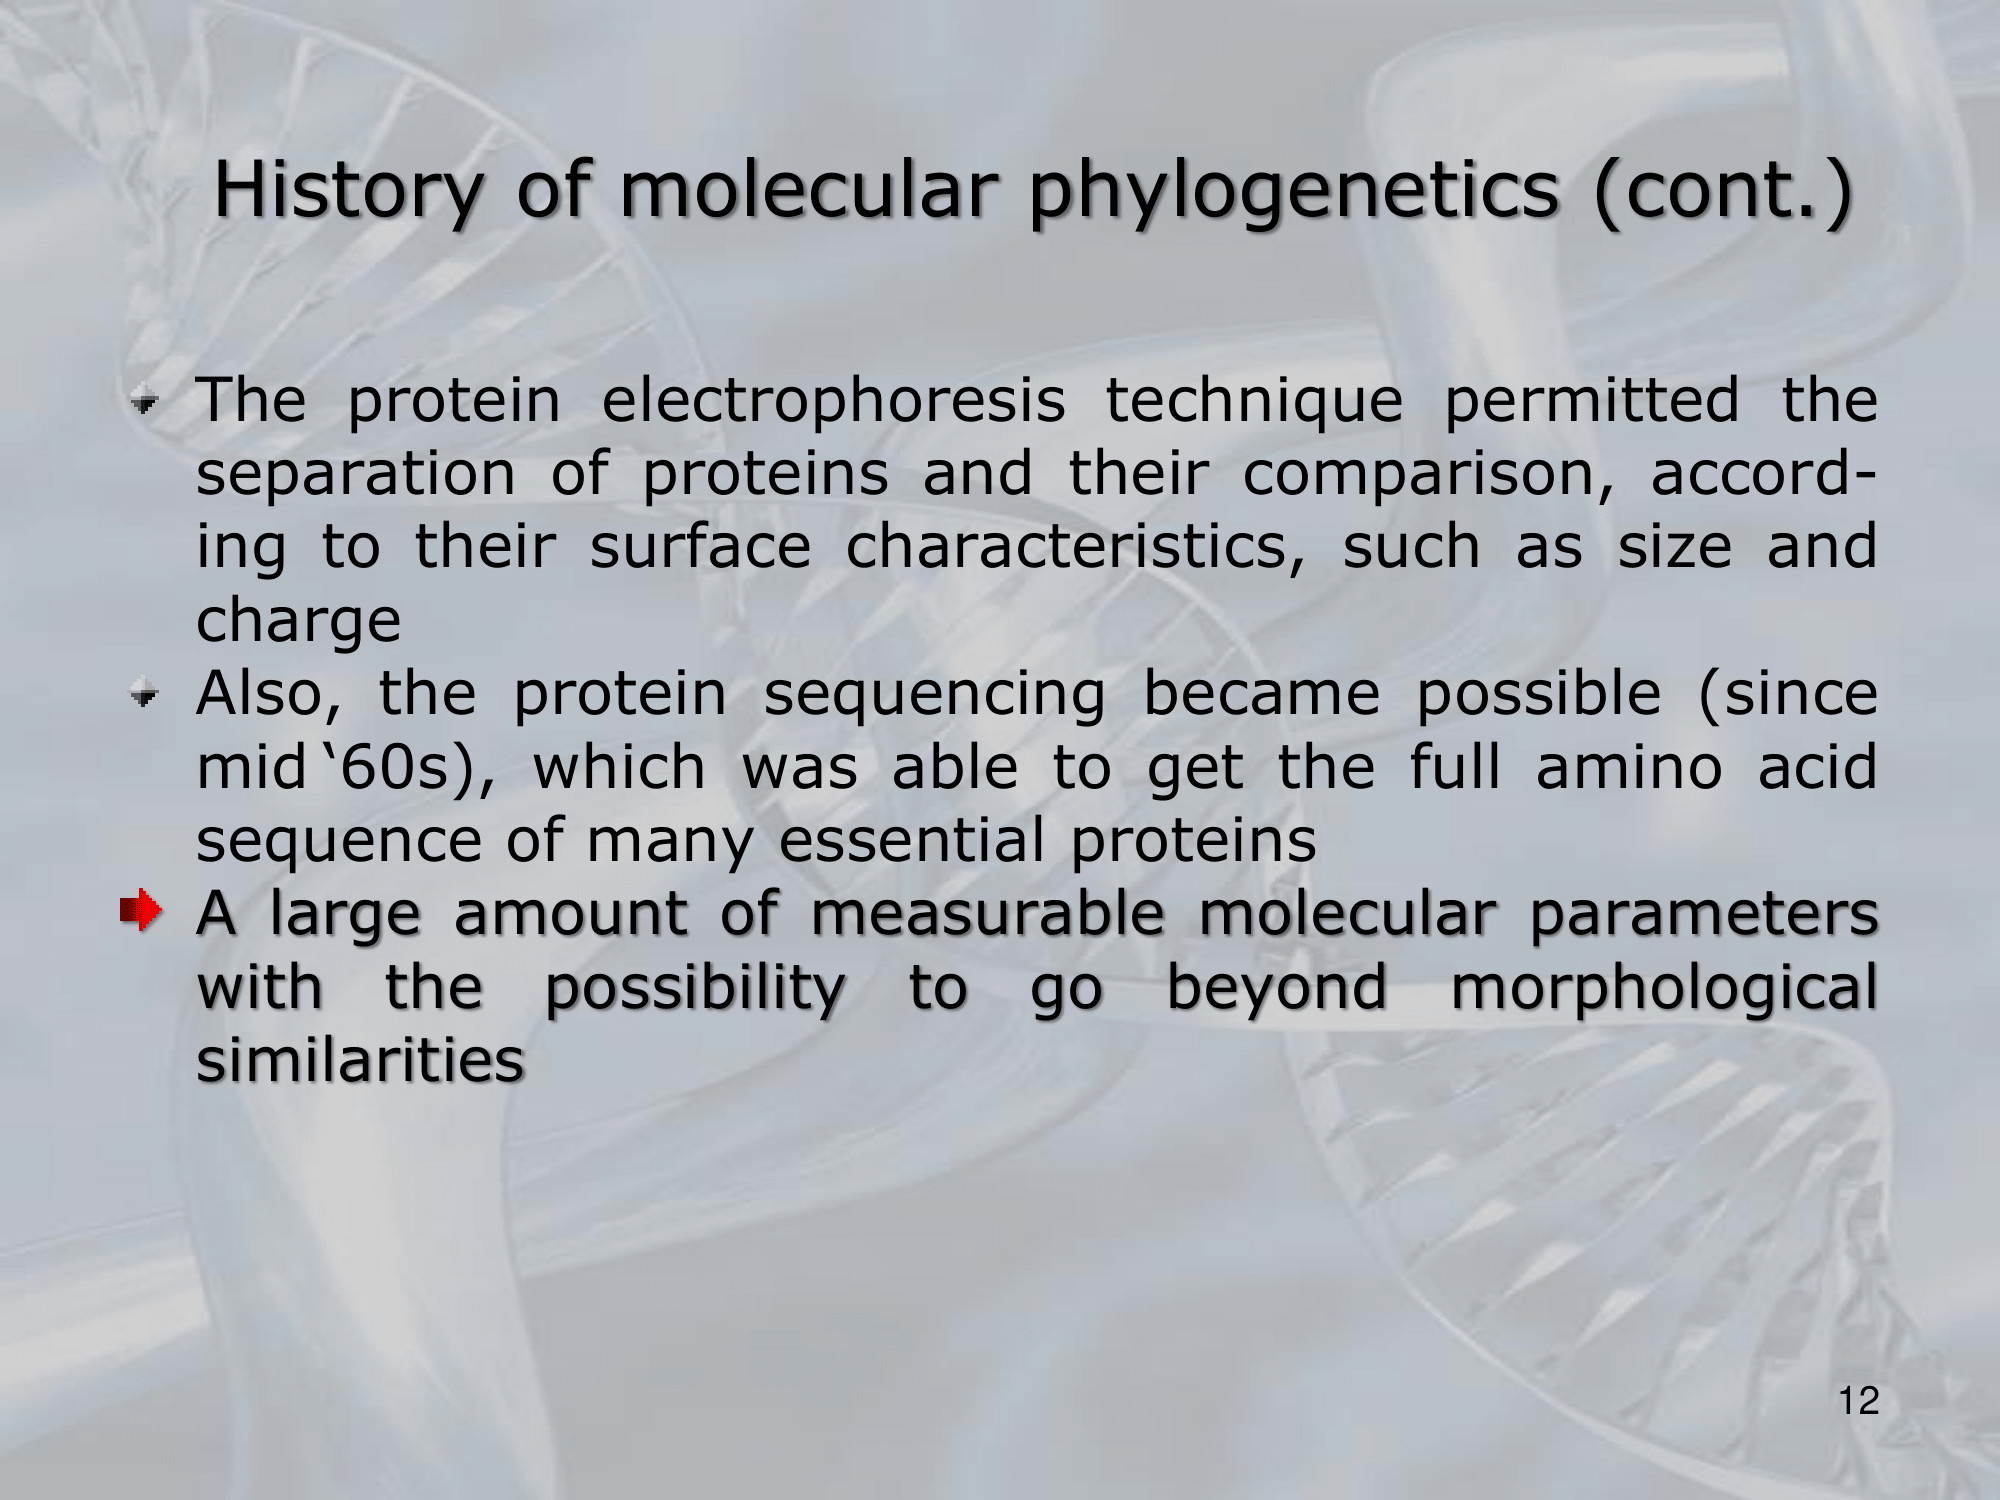 History of molecular phylogenetics (cont.)
The protein electrophoresis technique permitted the
separation of proteins and their comparison, accord-
ing to their surface characteristics, such as size and
charge
Also, the protein sequencing became possible (since
mid ‘60s), which was able to get the full amino acid
sequence of many essential proteins
A large amount of measurable molecular parameters
with the possibility to go beyond morphological
similarities
12